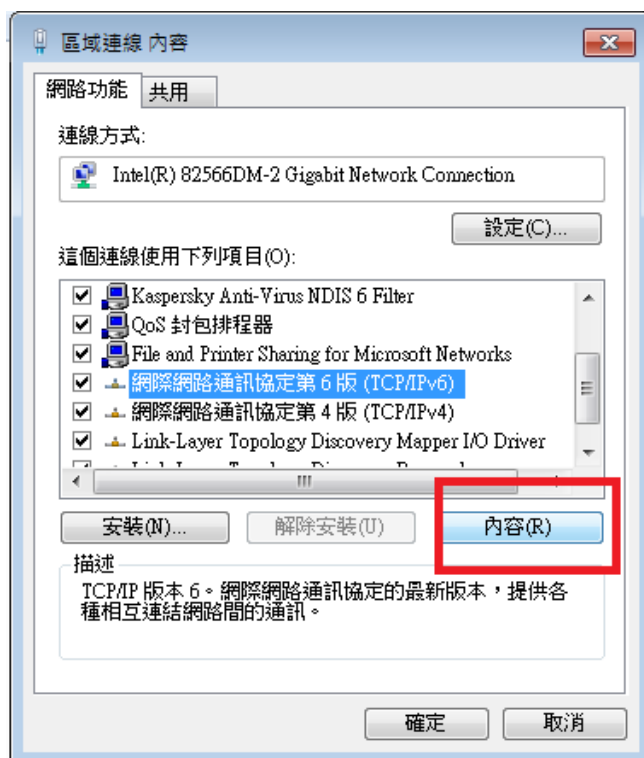 區域連線 內容
網路功能 共用
連線方式:
Intel(R) 82566DM-2 Gigabit Network Connection
設定(C)...
這個連線使用下列項目(O):
Kaspersky Anti-Virus NDIS 6 Filter
QoS 封包排程器
File and Printer Sharing for Microsoft Networks
網際網路通訊協定第 6 版 (TCP/IPv6)
網際網路通訊協定第 4 版 (TCP/IPv4)
Link-Layer Topology Discovery Mapper I/O Driver
安裝(N)... 解除安裝(U) 內容(R)
描述
TCP/IP 版本 6。網際網路通訊協定的最新版本，提供各
種相互連結網路間的通訊。
確定 取消